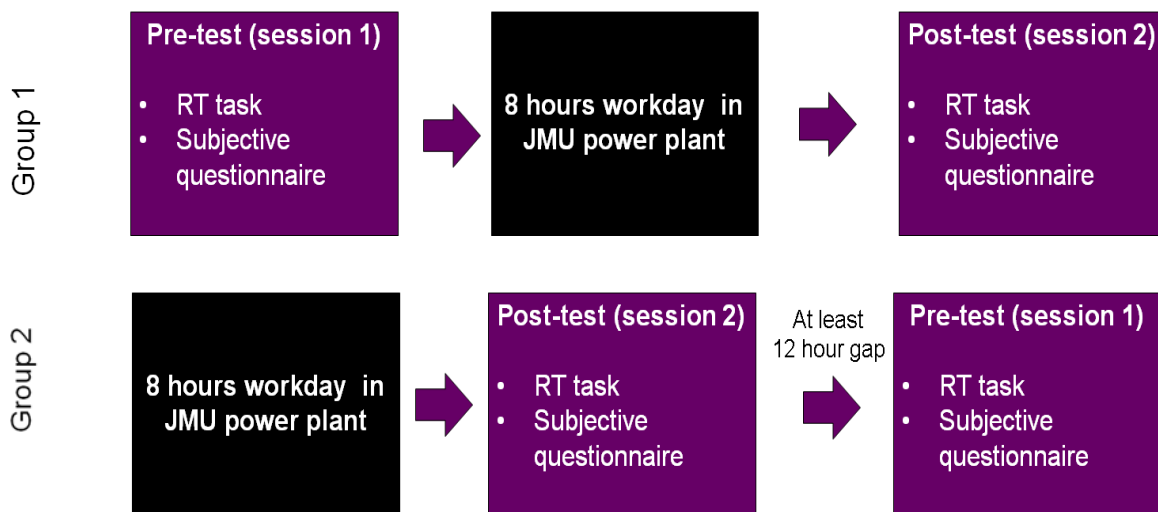 Group 1
Pre-test (session 1)
• RT task
• Subjective
questionnaire
8 hours workday in
JMU power plant
Post-test (session 2)
• RT task
• Subjective
questionnaire
Group 2
8 hours workday in
JMU power plant
Post-test (session 2)
• RT task
• Subjective
questionnaire
At least
12 hour gap
Pre-test (session 1)
• RT task
• Subjective
questionnaire